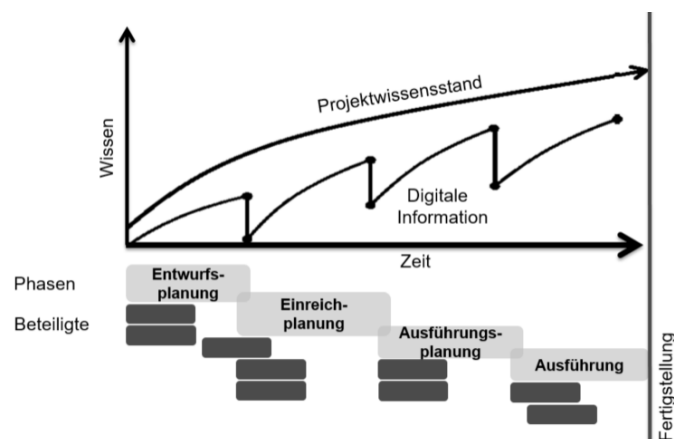 Wissen
Projektwissensstand
Digitale
Information
Zeit
Phasen
Beteiligte
Entwurfs-
planung
Einreich-
planung
Ausführungs-
planung
Ausführung
Fertigstellung